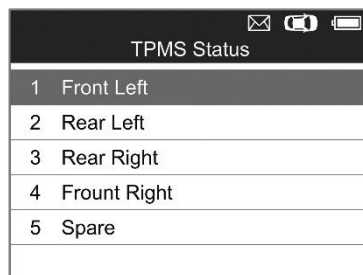 TPMS Status
1 Front Left
2 Rear Left
3 Rear Right
4 Frount Right
5 Spare